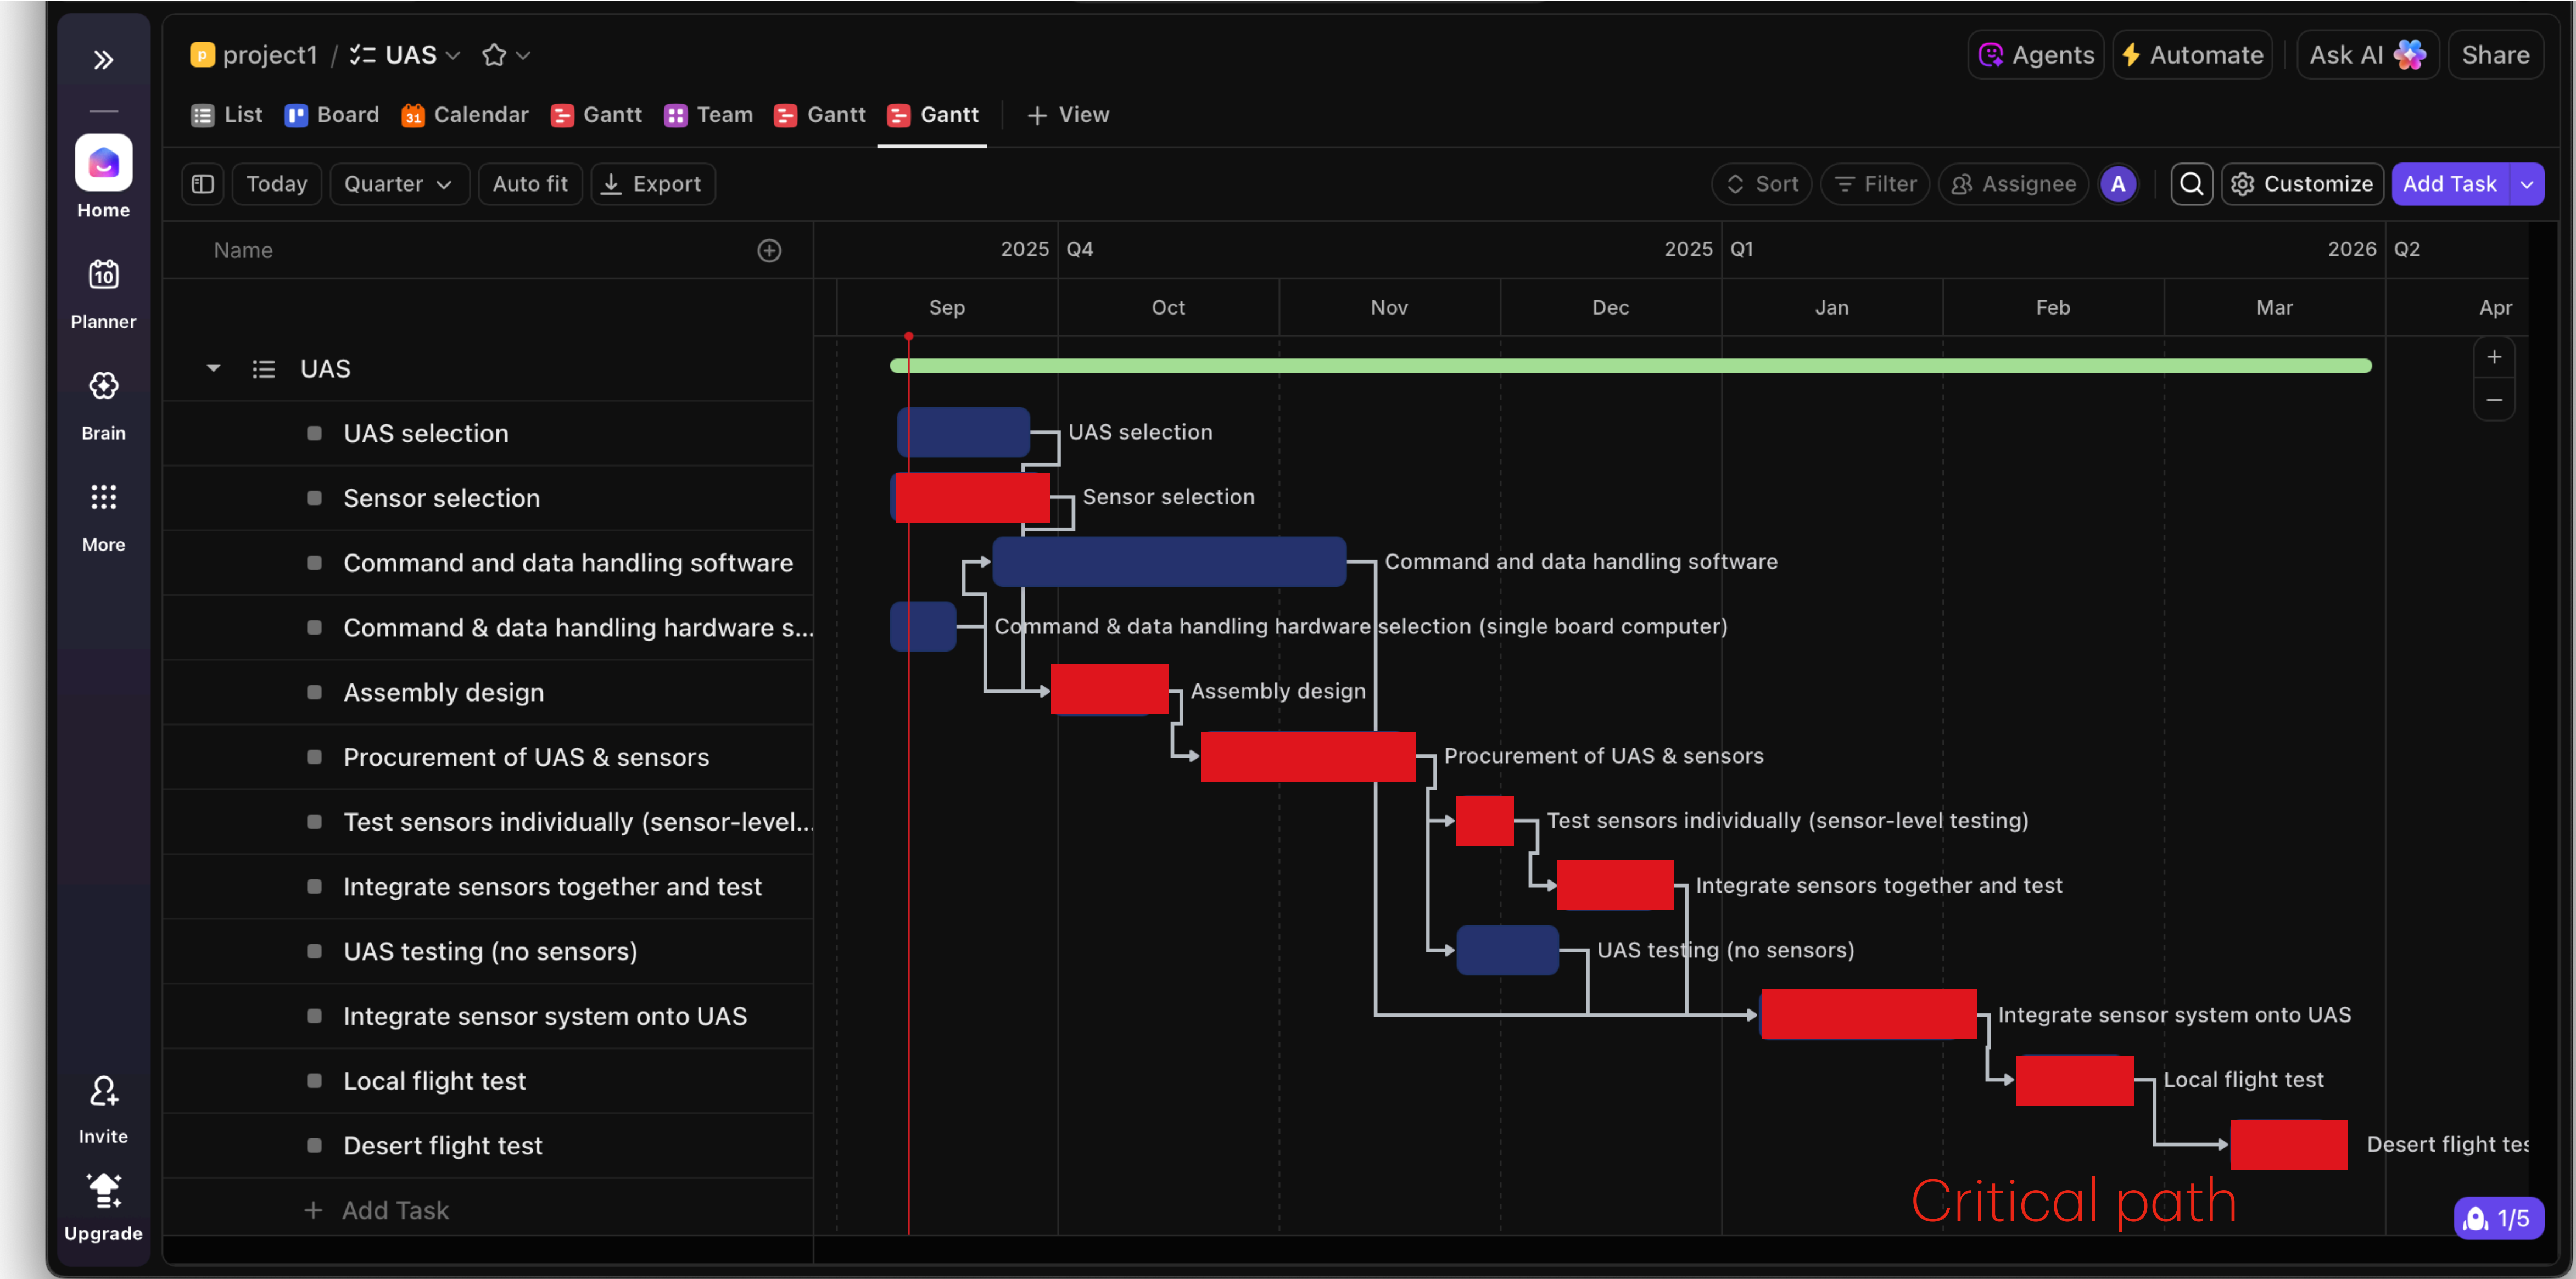 project1 / UAS
Agents Automate Ask AI Share
List Board 31 Calendar Gantt Team Gantt Gantt + View
Today Quarter Auto fit Export Sort Filter Assignee A Customize Add Task
Home
10
Planner
Brain
More
Invite
Upgrade
Name 2025 Q4 2025 Q1 2026 Q2
Sep Oct Nov Dec Jan Feb Mar Apr
UAS
UAS selection UAS selection
Sensor selection Sensor selection
Command and data handling software Command and data handling software
Command & data handling hardware s... Command & data handling hardware selection (single board computer)
Assembly design Assembly design
Procurement of UAS & sensors Procurement of UAS & sensors
Test sensors individually (sensor-level... Test sensors individually (sensor-level testing)
Integrate sensors together and test Integrate sensors together and test
UAS testing (no sensors) UAS testing (no sensors)
Integrate sensor system onto UAS Integrate sensor system onto UAS
Local flight test Local flight test
Desert flight test Desert flight tes
Critical path
+ Add Task 1/5